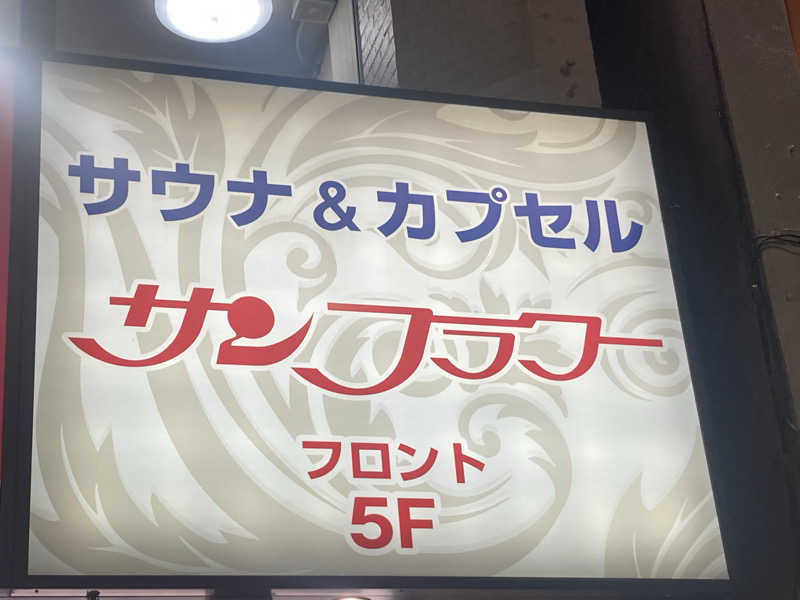 サウナ＆カプセル
サンフラワー
フロント
5F